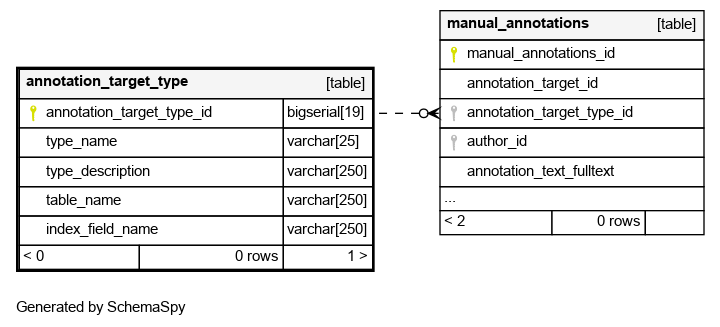 manual_annotations [table]
manual_annotations_id
annotation_target_id
annotation_target_type_id
author_id
annotation_text_fulltext
...
< 2 0 rows
annotation_target_type [table]
annotation_target_type_id bigserial[19]
type_name varchar[25]
type_description varchar[250]
table_name varchar[250]
index_field_name varchar[250]
< 0 0 rows 1 >
Generated by SchemaSpy